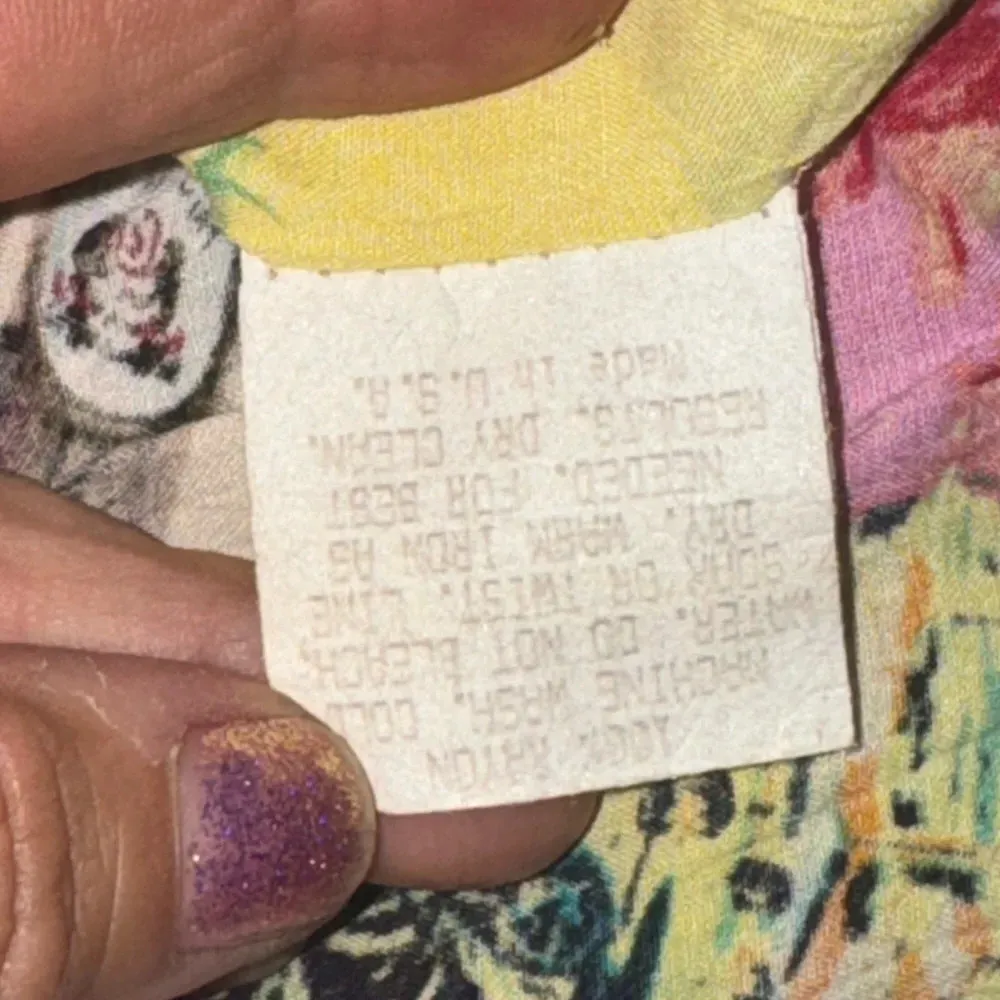 100% RAYON
MACHINE WASH. COLD
WATER. DO NOT BLEACH,
SOAK OR TWIST. LINE
DRY. WARM IRON AS
NEEDED. FOR BEST
RESULTS, DRY CLEAN.
Made in U.S.A.